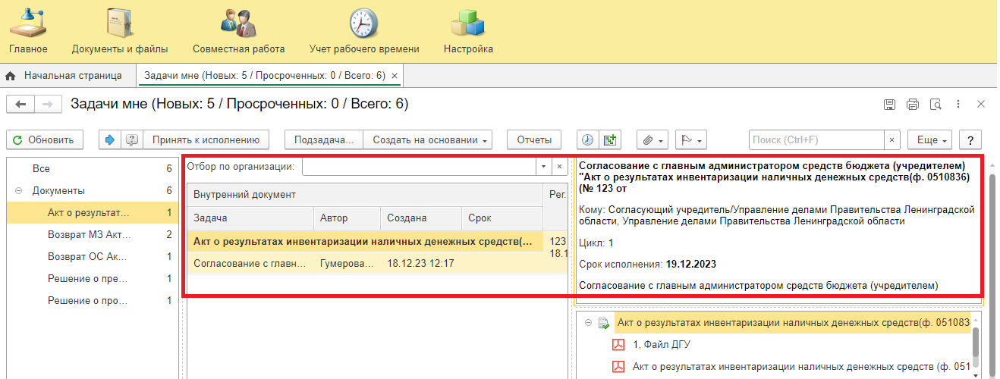 Главное
Документы и файлы
Совместная работа
Учет рабочего времени
Настройка
Начальная страница
Задачи мне (Новых: 5 / Просроченных: 0 / Всего: 6) ×
Задачи мне (Новых: 5 / Просроченных: 0 / Всего: 6)
Обновить
Принять к исполнению
Подзадача...
Создать на основании
Отчеты
Поиск (Ctrl+F)
×
Еще
?
Все 6
Документы 6
Акт о результат... 1
Возврат МЗ Акт... 2
Возврат ОС Ак... 1
Решение о пре... 1
Решение о про... 1
Отбор по организации:
×
Внутренний документ
Рег.
Задача Автор Создана Срок
Акт о результатах инвентаризации наличных денежных средств(...
123
18.1
Согласование с главн... Гумерова... 18.12.23 12:17
Согласование с главным администратором средств бюджета (учредителем)
"Акт о результатах инвентаризации наличных денежных средств(ф. 0510836)
(№ 123 от
Кому: Согласующий учредитель/Управление делами Правительства Ленинградской
области, Управление делами Правительства Ленинградской области
Цикл: 1
Срок исполнения: 19.12.2023
Согласование с главным администратором средств бюджета (учредителем)
Акт о результатах инвентаризации наличных денежных средств(ф. 051083
1, Файл ДГУ
Акт о результатах инвентаризации наличных денежных средств (ф. 051